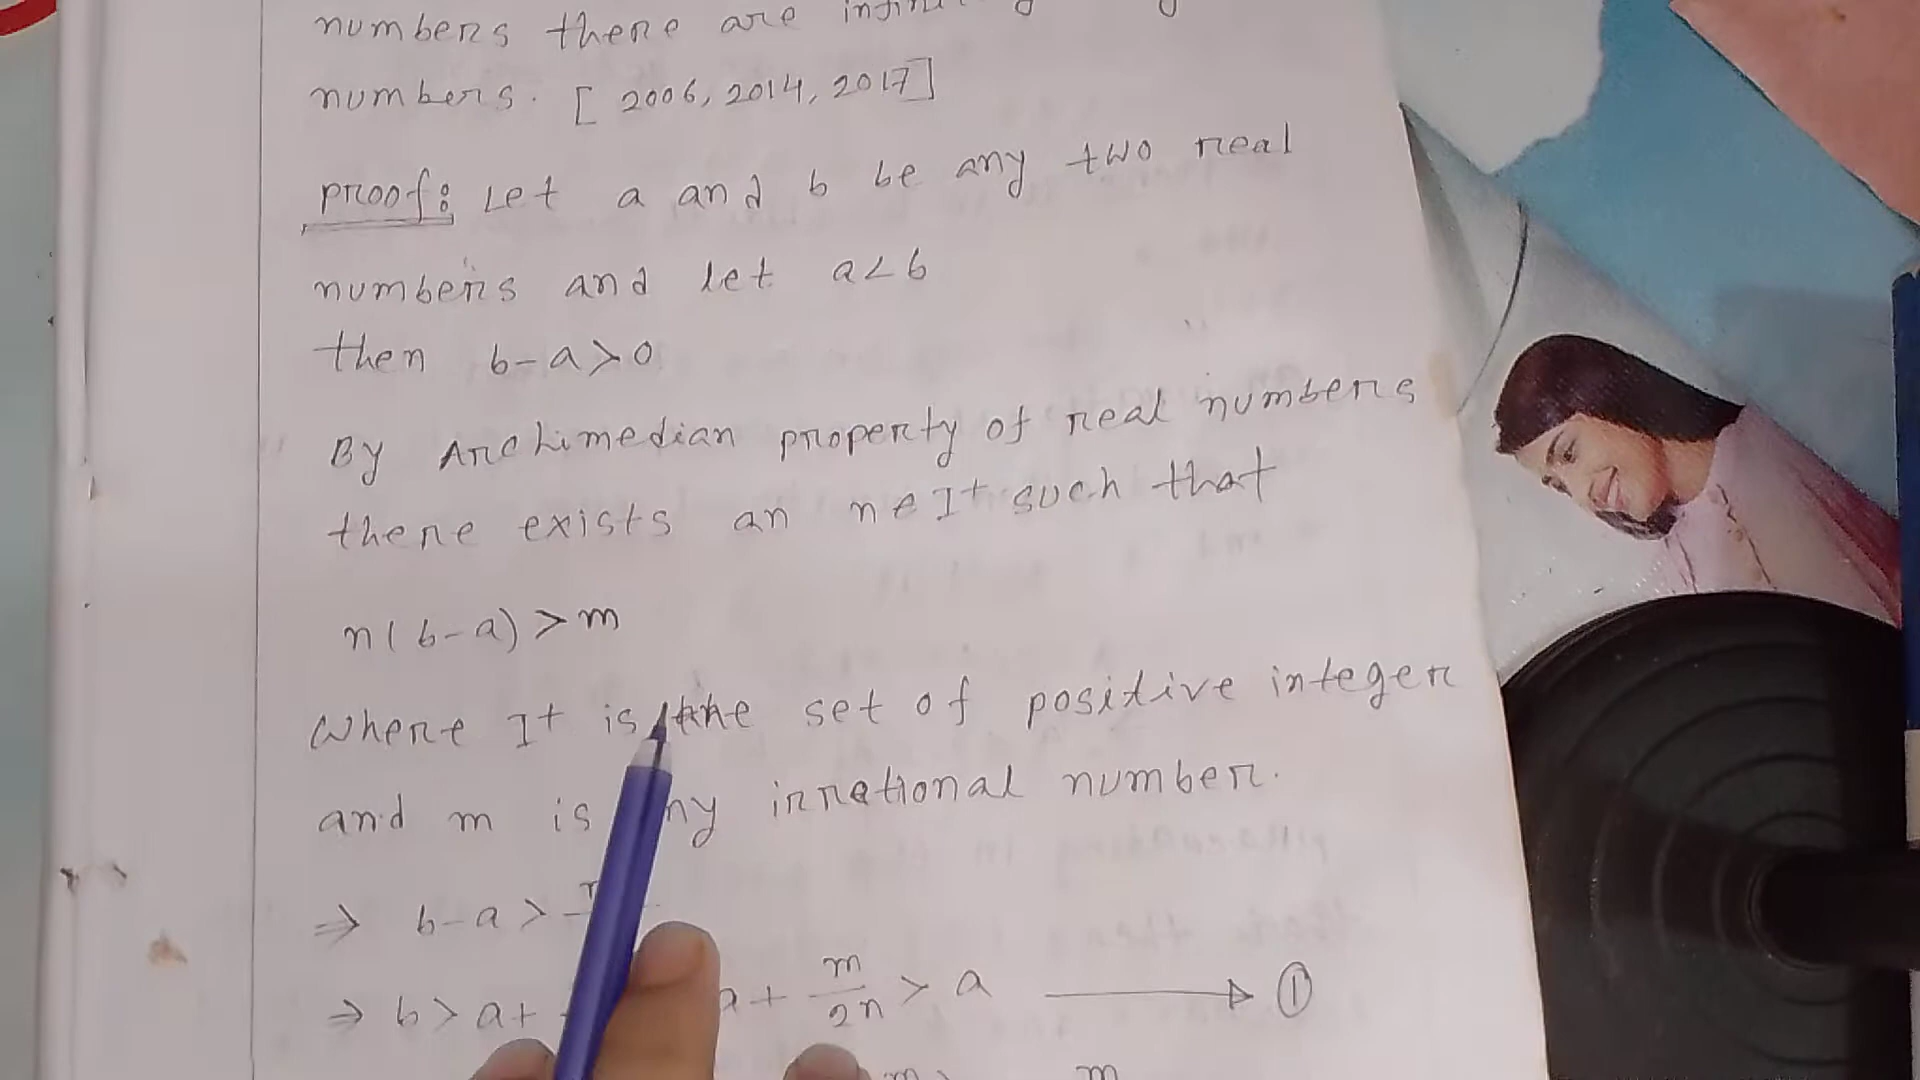 numbers there are
numbers. [2006, 2014, 2017]
proof: Let a and b be any two real
numbers and let a<b
then b-a>0
By Archimedian property of real numbers
there exists an n∈I+ such that
n(b-a)>m
Where I+ is the set of positive integer
and m is any irrational number.
⇒ b-a>
⇒ b>a+ a+ m/2n > a → ①
m m